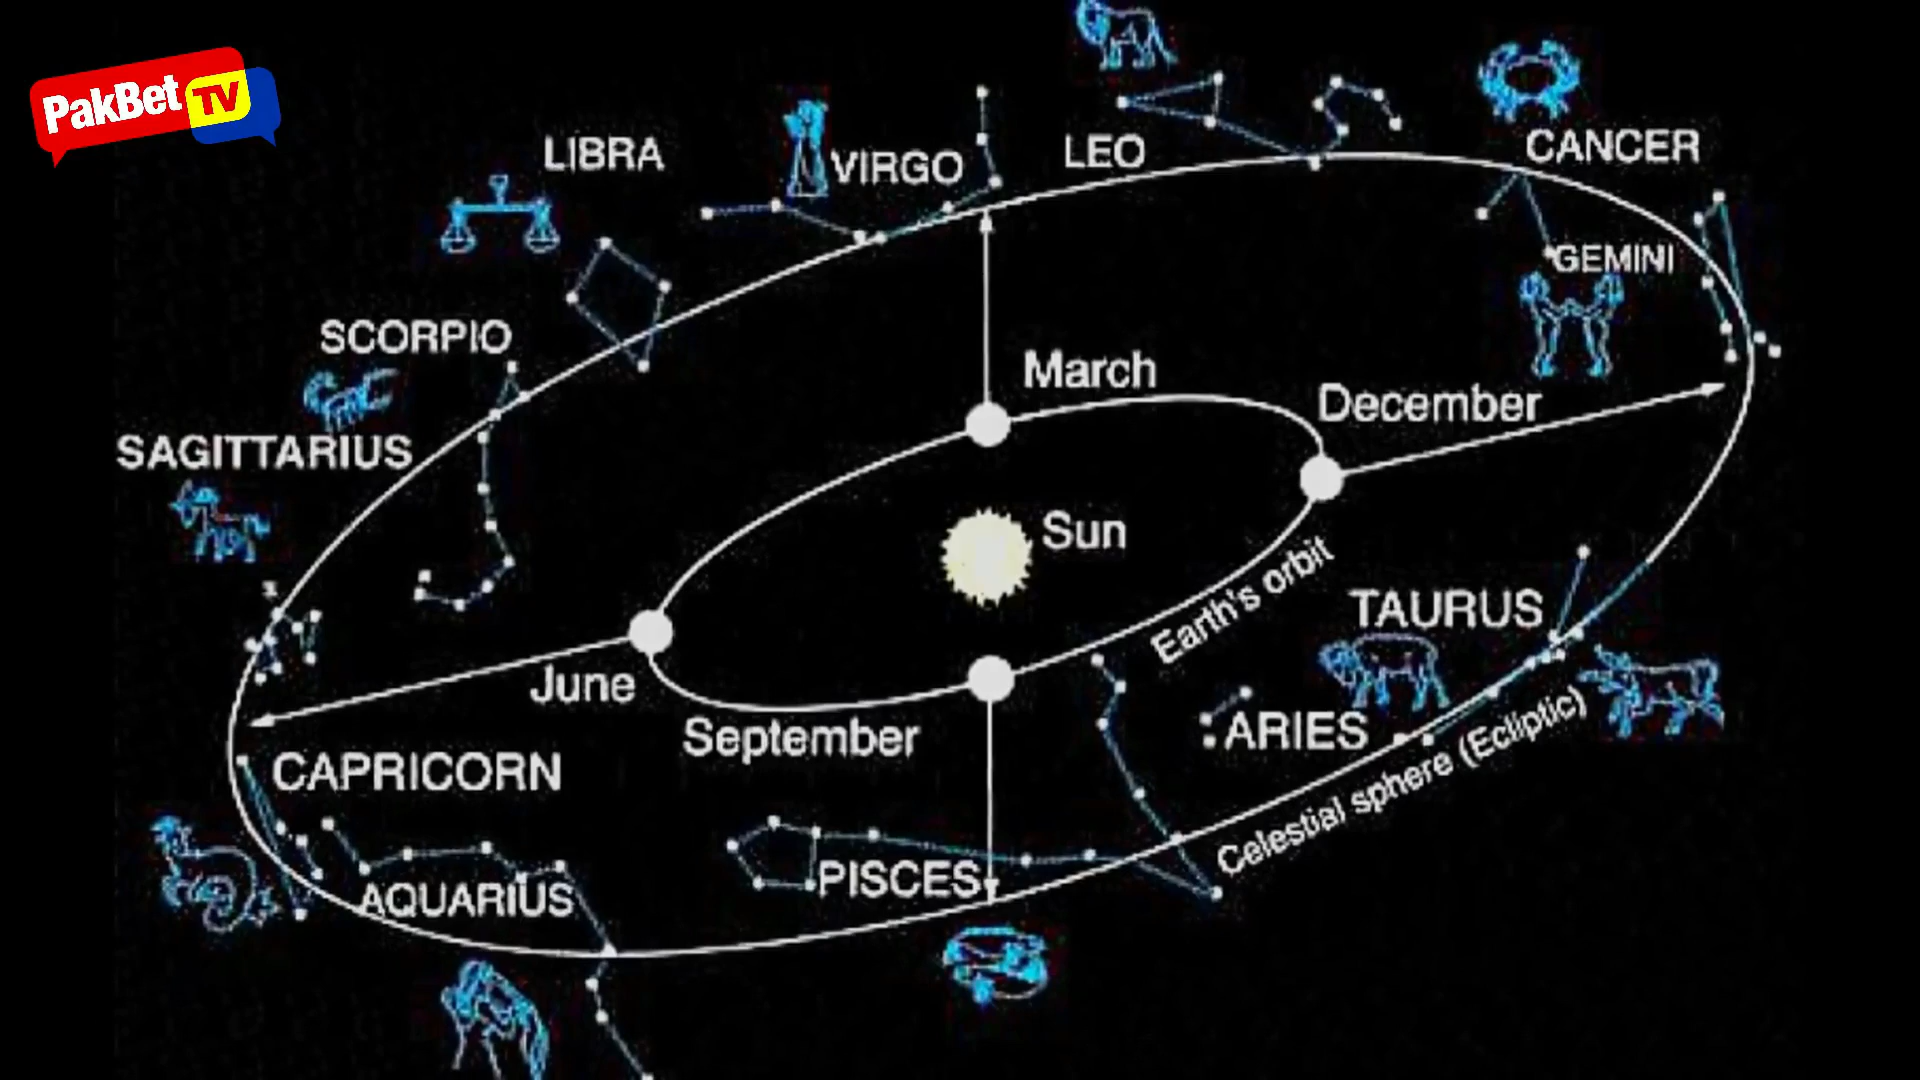 PakBet TV
LEO
CANCER
LIBRA
VIRGO
GEMINI
SCORPIO
March
December
SAGITTARIUS
Sun
Earth's orbit
TAURUS
June
September
ARIES
Celestial sphere (Ecliptic)
CAPRICORN
AQUARIUS
PISCES